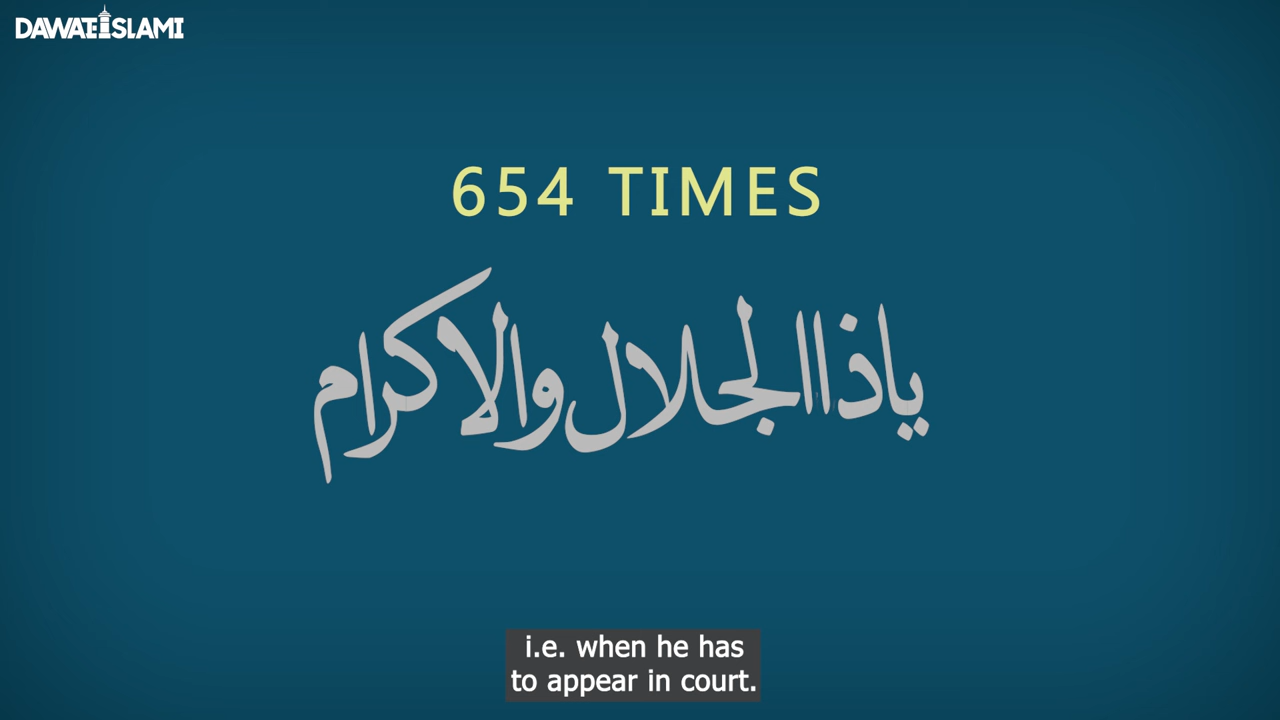 DAWATEISLAMI
654 TIMES
ياذاالجلال والاكرام
i.e. when he has
to appear in court.